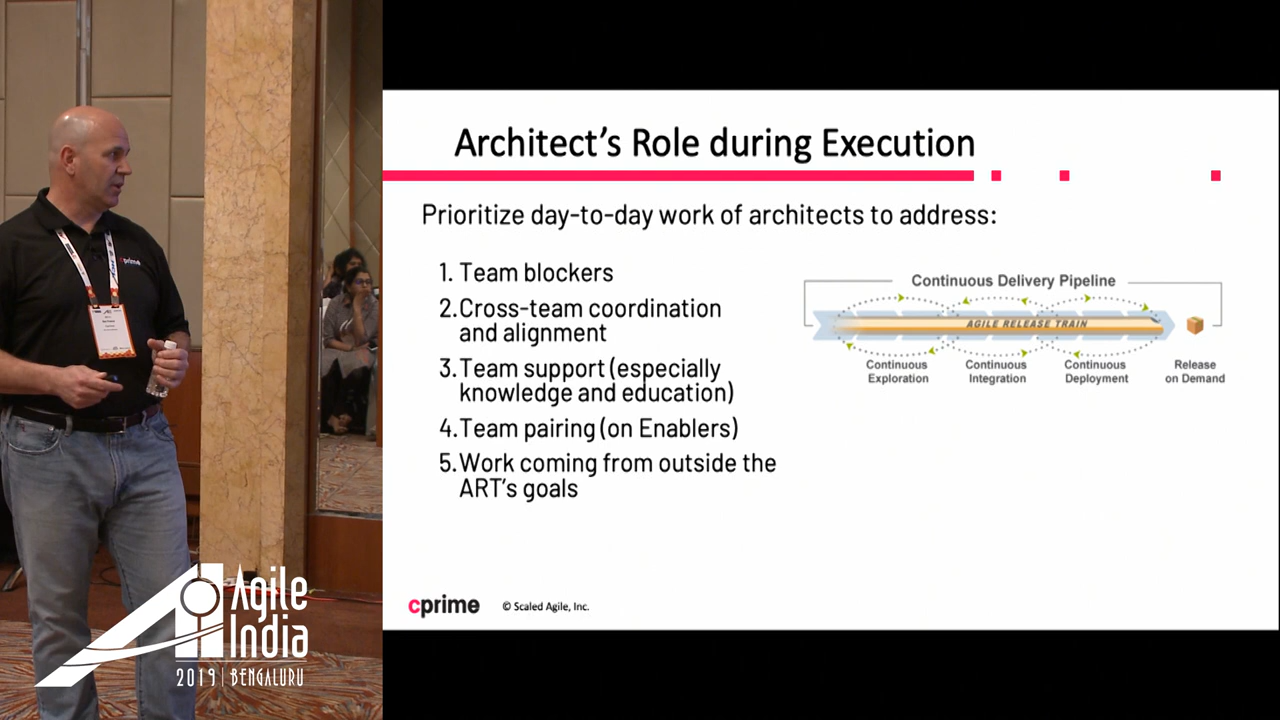 Architect's Role during Execution
Prioritize day-to-day work of architects to address:
1. Team blockers
2. Cross-team coordination
and alignment
3. Team support (especially
knowledge and education)
4. Team pairing (on Enablers)
5. Work coming from outside the
ART's goals
Continuous Delivery Pipeline
AGILE RELEASE TRAIN
Continuous
Exploration
Continuous
Integration
Continuous
Deployment
Release
on Demand
cprime
© Scaled Agile, Inc.
cprime
Agile
India
2019 | BENGALURU